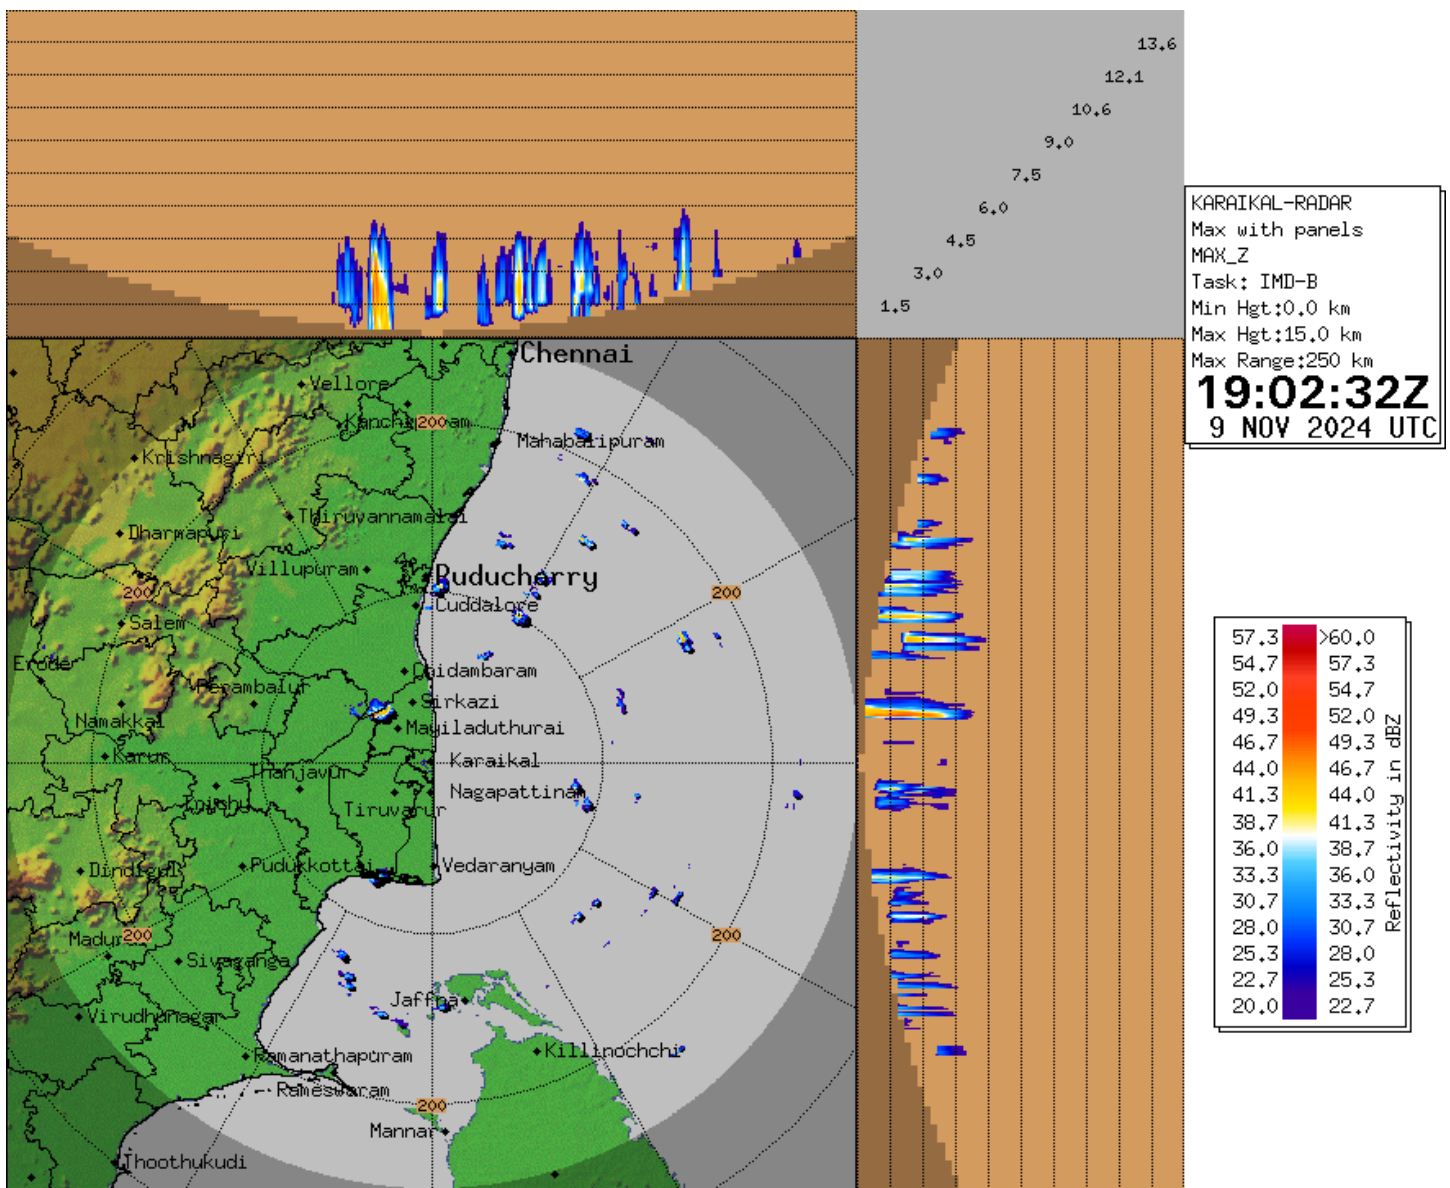 13.6
12.1
10.6
9.0
7.5
6.0
4.5
3.0
1.5
KARAIKAL-RADAR
Max with panels
MAX_Z
Task: IMD-B
Min Hgt:0.0 km
Max Hgt:15.0 km
Max Range:250 km
19:02:32Z
9 NOV 2024 UTC
Chennai
Vellore
200
Mahabalipuram
Krishnagiri
Thiruvannamalai
Dharmapuri
Villupuram
Puducherry
200
200
Cuddalore
Salem
Erode
Chidambaram
Perambalur
Sirkazi
Namakkal
Mayiladuthurai
Karur
Karaikal
Thanjavur
Nagapattinam
Tiruvarur
Dindigul
Pudukkottai
Vedaranyam
200
200
Sivaganga
Jaffna
Virudhunagar
Ramanathapuram
Killinochchi
Rameswaram
200
Mannar
Thoothukudi
57.3 >60.0
54.7 57.3
52.0 54.7
49.3 52.0
46.7 49.3
44.0 46.7
41.3 44.0
38.7 41.3
36.0 38.7
33.3 36.0
30.7 33.3
28.0 30.7
25.3 28.0
22.7 25.3
20.0 22.7
Reflectivity in dBZ